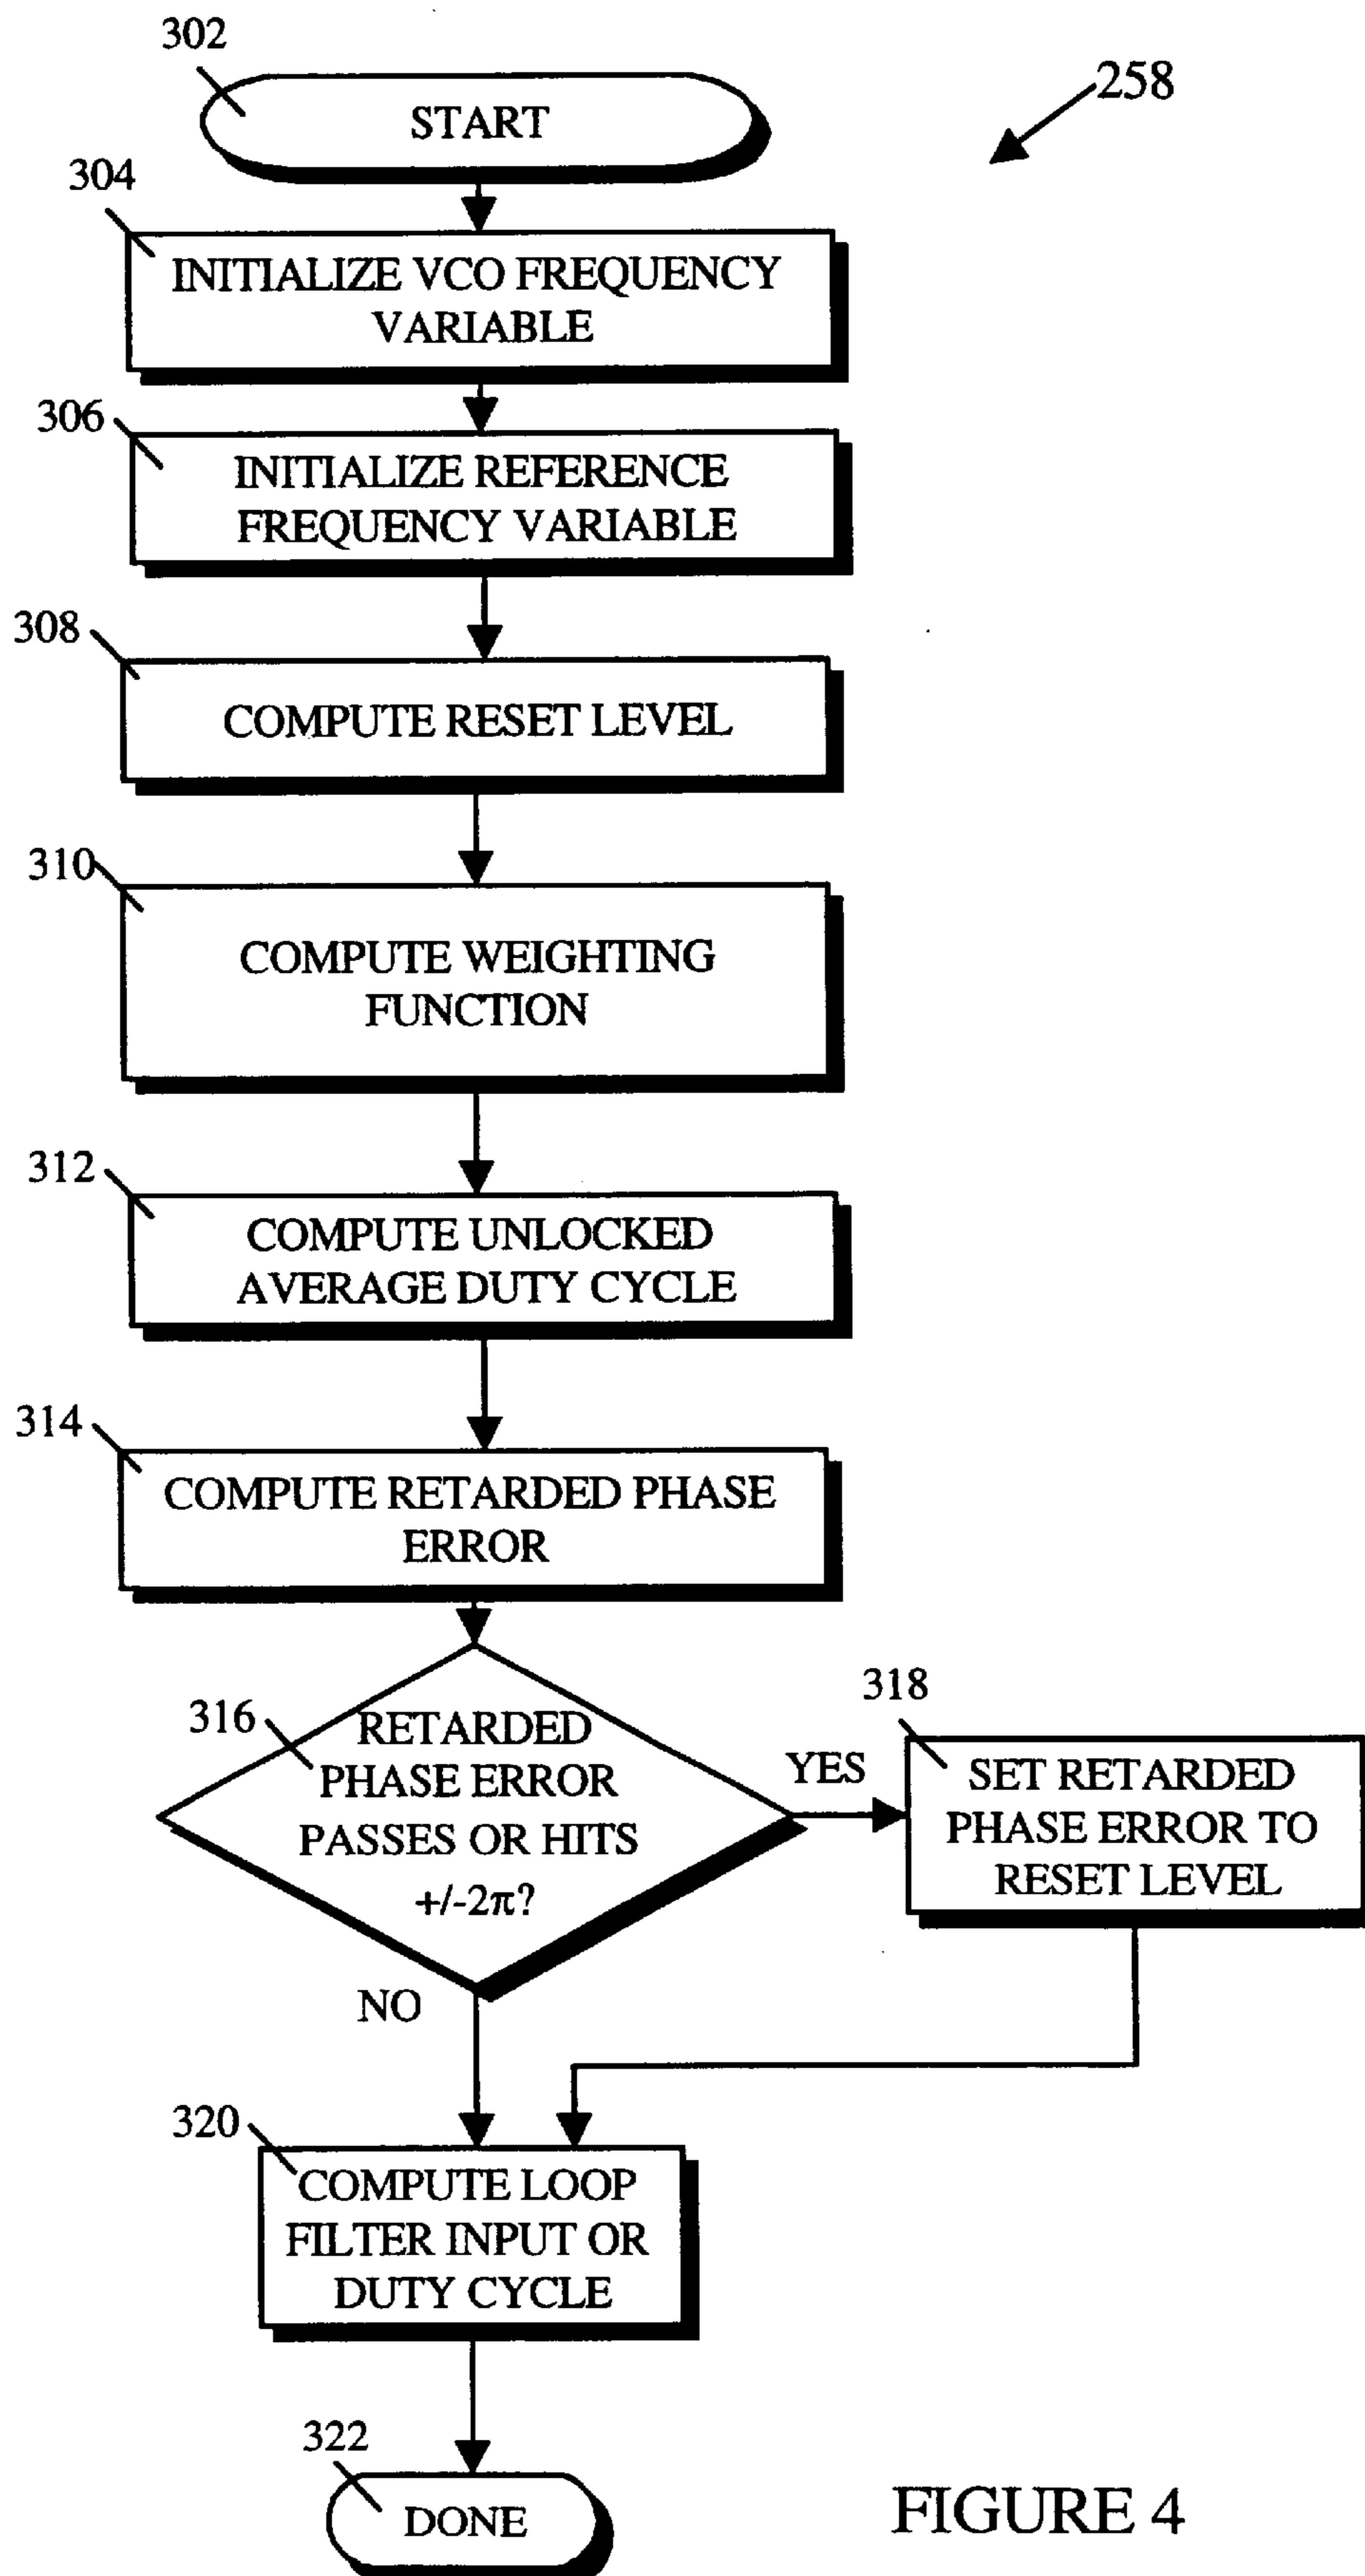 302
258
START
304
INITIALIZE VCO FREQUENCY
VARIABLE
306
INITIALIZE REFERENCE
FREQUENCY VARIABLE
308
COMPUTE RESET LEVEL
310
COMPUTE WEIGHTING
FUNCTION
312
COMPUTE UNLOCKED
AVERAGE DUTY CYCLE
314
COMPUTE RETARDED PHASE
ERROR
316
RETARDED
PHASE ERROR
PASSES OR HITS
+/-2π?
YES
318
SET RETARDED
PHASE ERROR TO
RESET LEVEL
NO
320
COMPUTE LOOP
FILTER INPUT OR
DUTY CYCLE
322
DONE
FIGURE 4